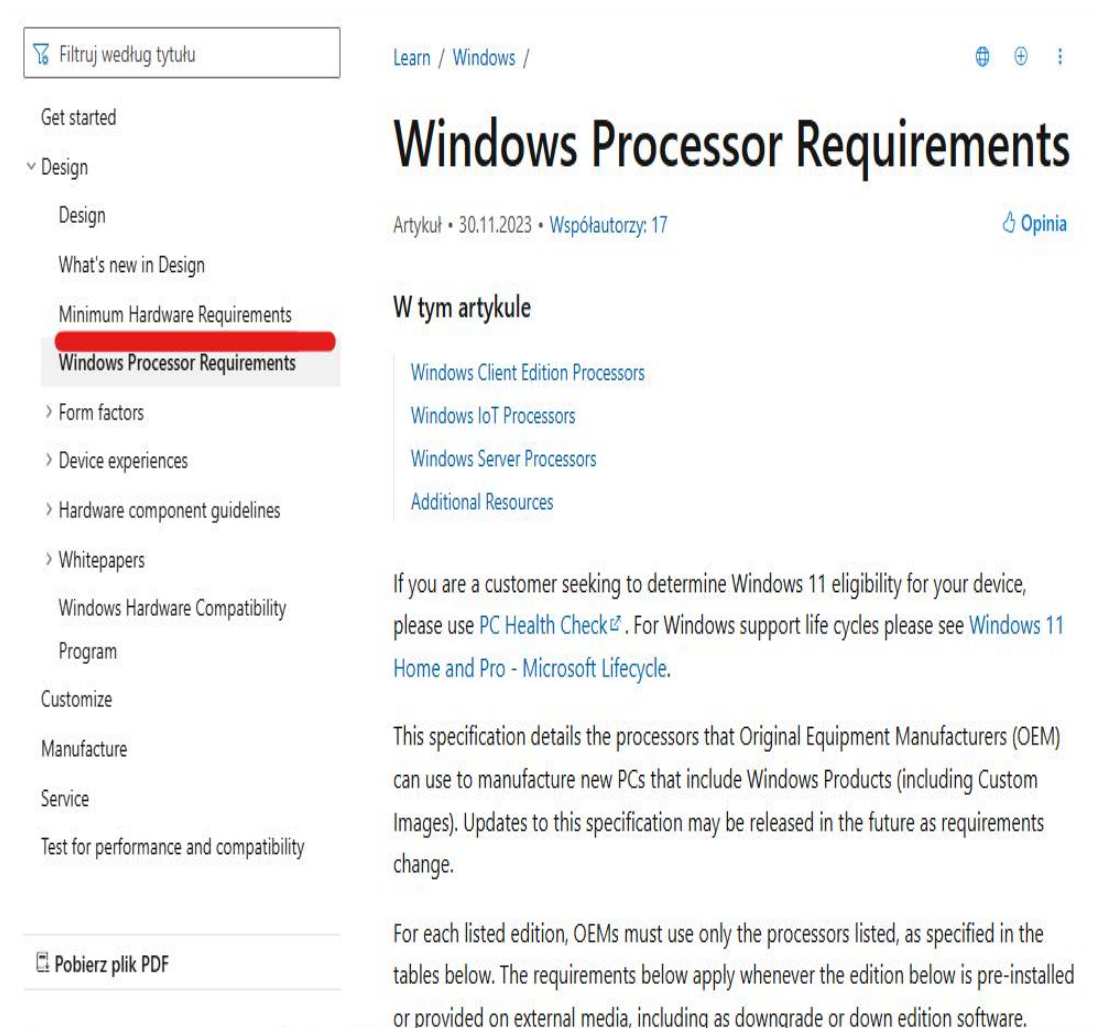 Filtruj według tytułu
Get started
Design
Design
What's new in Design
Minimum Hardware Requirements
Windows Processor Requirements
Form factors
Device experiences
Hardware component guidelines
Whitepapers
Windows Hardware Compatibility
Program
Customize
Manufacture
Service
Test for performance and compatibility
Pobierz plik PDF
Learn / Windows /
Windows Processor Requirements
Artykuł • 30.11.2023 • Współautorzy: 17
Opinia
W tym artykule
Windows Client Edition Processors
Windows IoT Processors
Windows Server Processors
Additional Resources
If you are a customer seeking to determine Windows 11 eligibility for your device,
please use PC Health Check. For Windows support life cycles please see Windows 11
Home and Pro - Microsoft Lifecycle.
This specification details the processors that Original Equipment Manufacturers (OEM)
can use to manufacture new PCs that include Windows Products (including Custom
Images). Updates to this specification may be released in the future as requirements
change.
For each listed edition, OEMs must use only the processors listed, as specified in the
tables below. The requirements below apply whenever the edition below is pre-installed
or provided on external media, including as downgrade or down edition software.